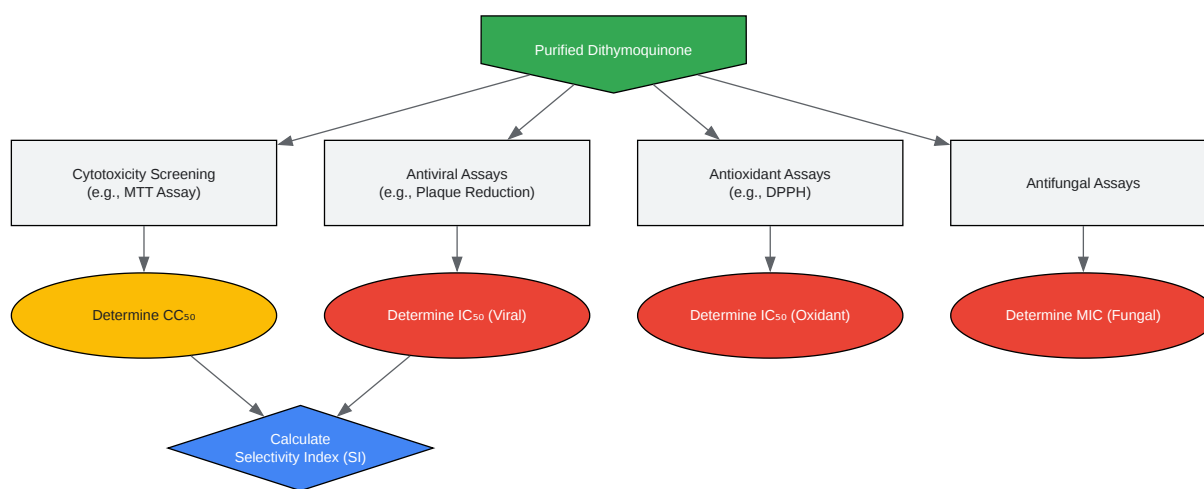 Purified Dithymoquinone
Cytotoxicity Screening
(e.g., MTT Assay)
Antiviral Assays
(e.g., Plaque Reduction)
Antioxidant Assays
(e.g., DPPH)
Antifungal Assays
Determine CC₅₀
Determine IC₅₀ (Viral)
Determine IC₅₀ (Oxidant)
Determine MIC (Fungal)
Calculate
Selectivity Index (SI)